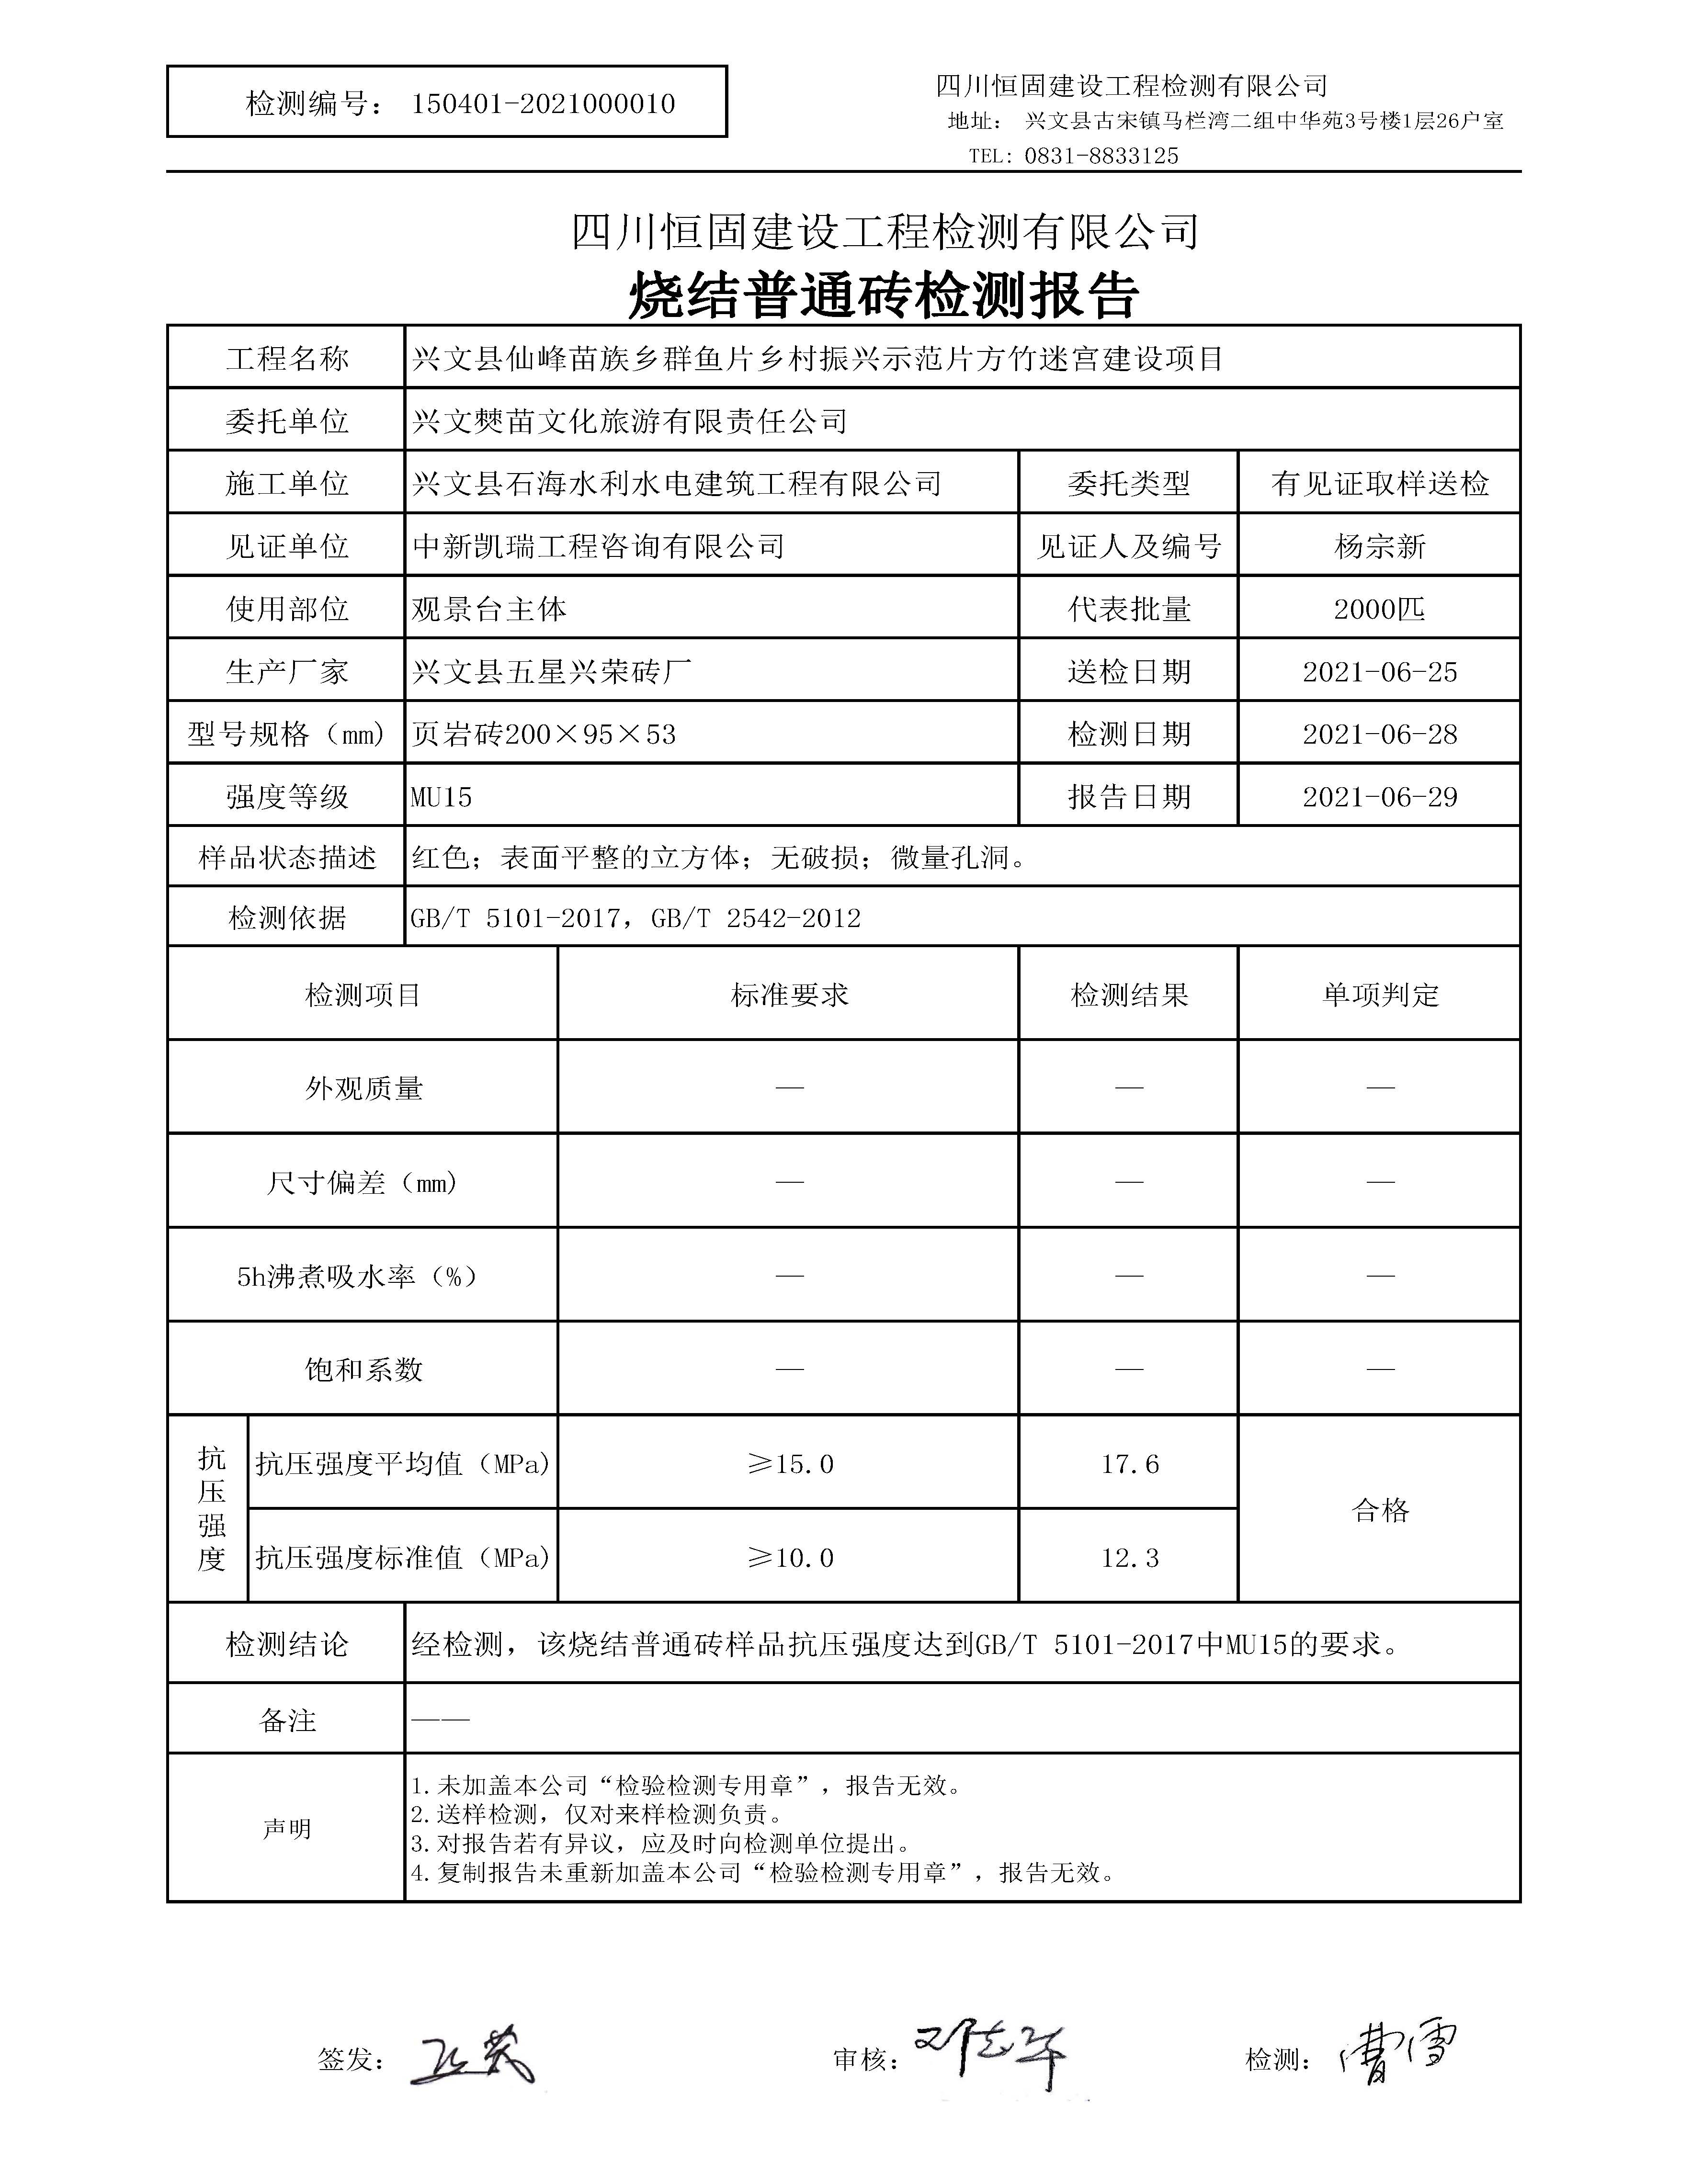 检测编号： 150401-2021000010
四川恒固建设工程检测有限公司
地址： 兴文县古宋镇马栏湾二组中华苑3号楼1层26户室
TEL: 0831-8833125
四川恒固建设工程检测有限公司
烧结普通砖检测报告
工程名称 兴文县仙峰苗族乡群鱼片乡村振兴示范片方竹迷宫建设项目
委托单位 兴文僰苗文化旅游有限责任公司
施工单位 兴文县石海水利水电建筑工程有限公司 委托类型 有见证取样送检
见证单位 中新凯瑞工程咨询有限公司 见证人及编号 杨宗新
使用部位 观景台主体 代表批量 2000匹
生产厂家 兴文县五星兴荣砖厂 送检日期 2021-06-25
型号规格（mm） 页岩砖200×95×53 检测日期 2021-06-28
强度等级 MU15 报告日期 2021-06-29
样品状态描述 红色；表面平整的立方体；无破损；微量孔洞。
检测依据 GB/T 5101-2017，GB/T 2542-2012
检测项目 标准要求 检测结果 单项判定
外观质量 — — —
尺寸偏差（mm） — — —
5h沸煮吸水率（%） — — —
饱和系数 — — —
抗压强度 抗压强度平均值（MPa） ≥15.0 17.6 合格
抗压强度标准值（MPa） ≥10.0 12.3
检测结论 经检测，该烧结普通砖样品抗压强度达到GB/T 5101-2017中MU15的要求。
备注 ——
声明 1.未加盖本公司“检验检测专用章”，报告无效。
2.送样检测，仅对来样检测负责。
3.对报告若有异议，应及时向检测单位提出。
4.复制报告未重新加盖本公司“检验检测专用章”，报告无效。
签发： 审核： 检测： 曹雪